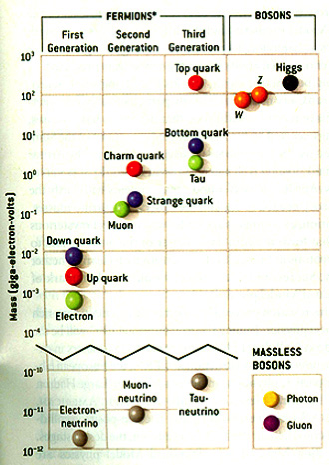 FERMIONS*
BOSONS
First
Generation
Second
Generation
Third
Generation
Mass (giga-electron-volts)
10³
10²
10¹
10⁰
10⁻¹
10⁻²
10⁻³
10⁻⁴
10⁻¹⁰
10⁻¹¹
10⁻¹²
Top quark
Z
W
Higgs
Bottom quark
Charm quark
Tau
Strange quark
Muon
Down quark
Up quark
Electron
Electron-
neutrino
Muon-
neutrino
Tau-
neutrino
MASSLESS
BOSONS
Photon
Gluon